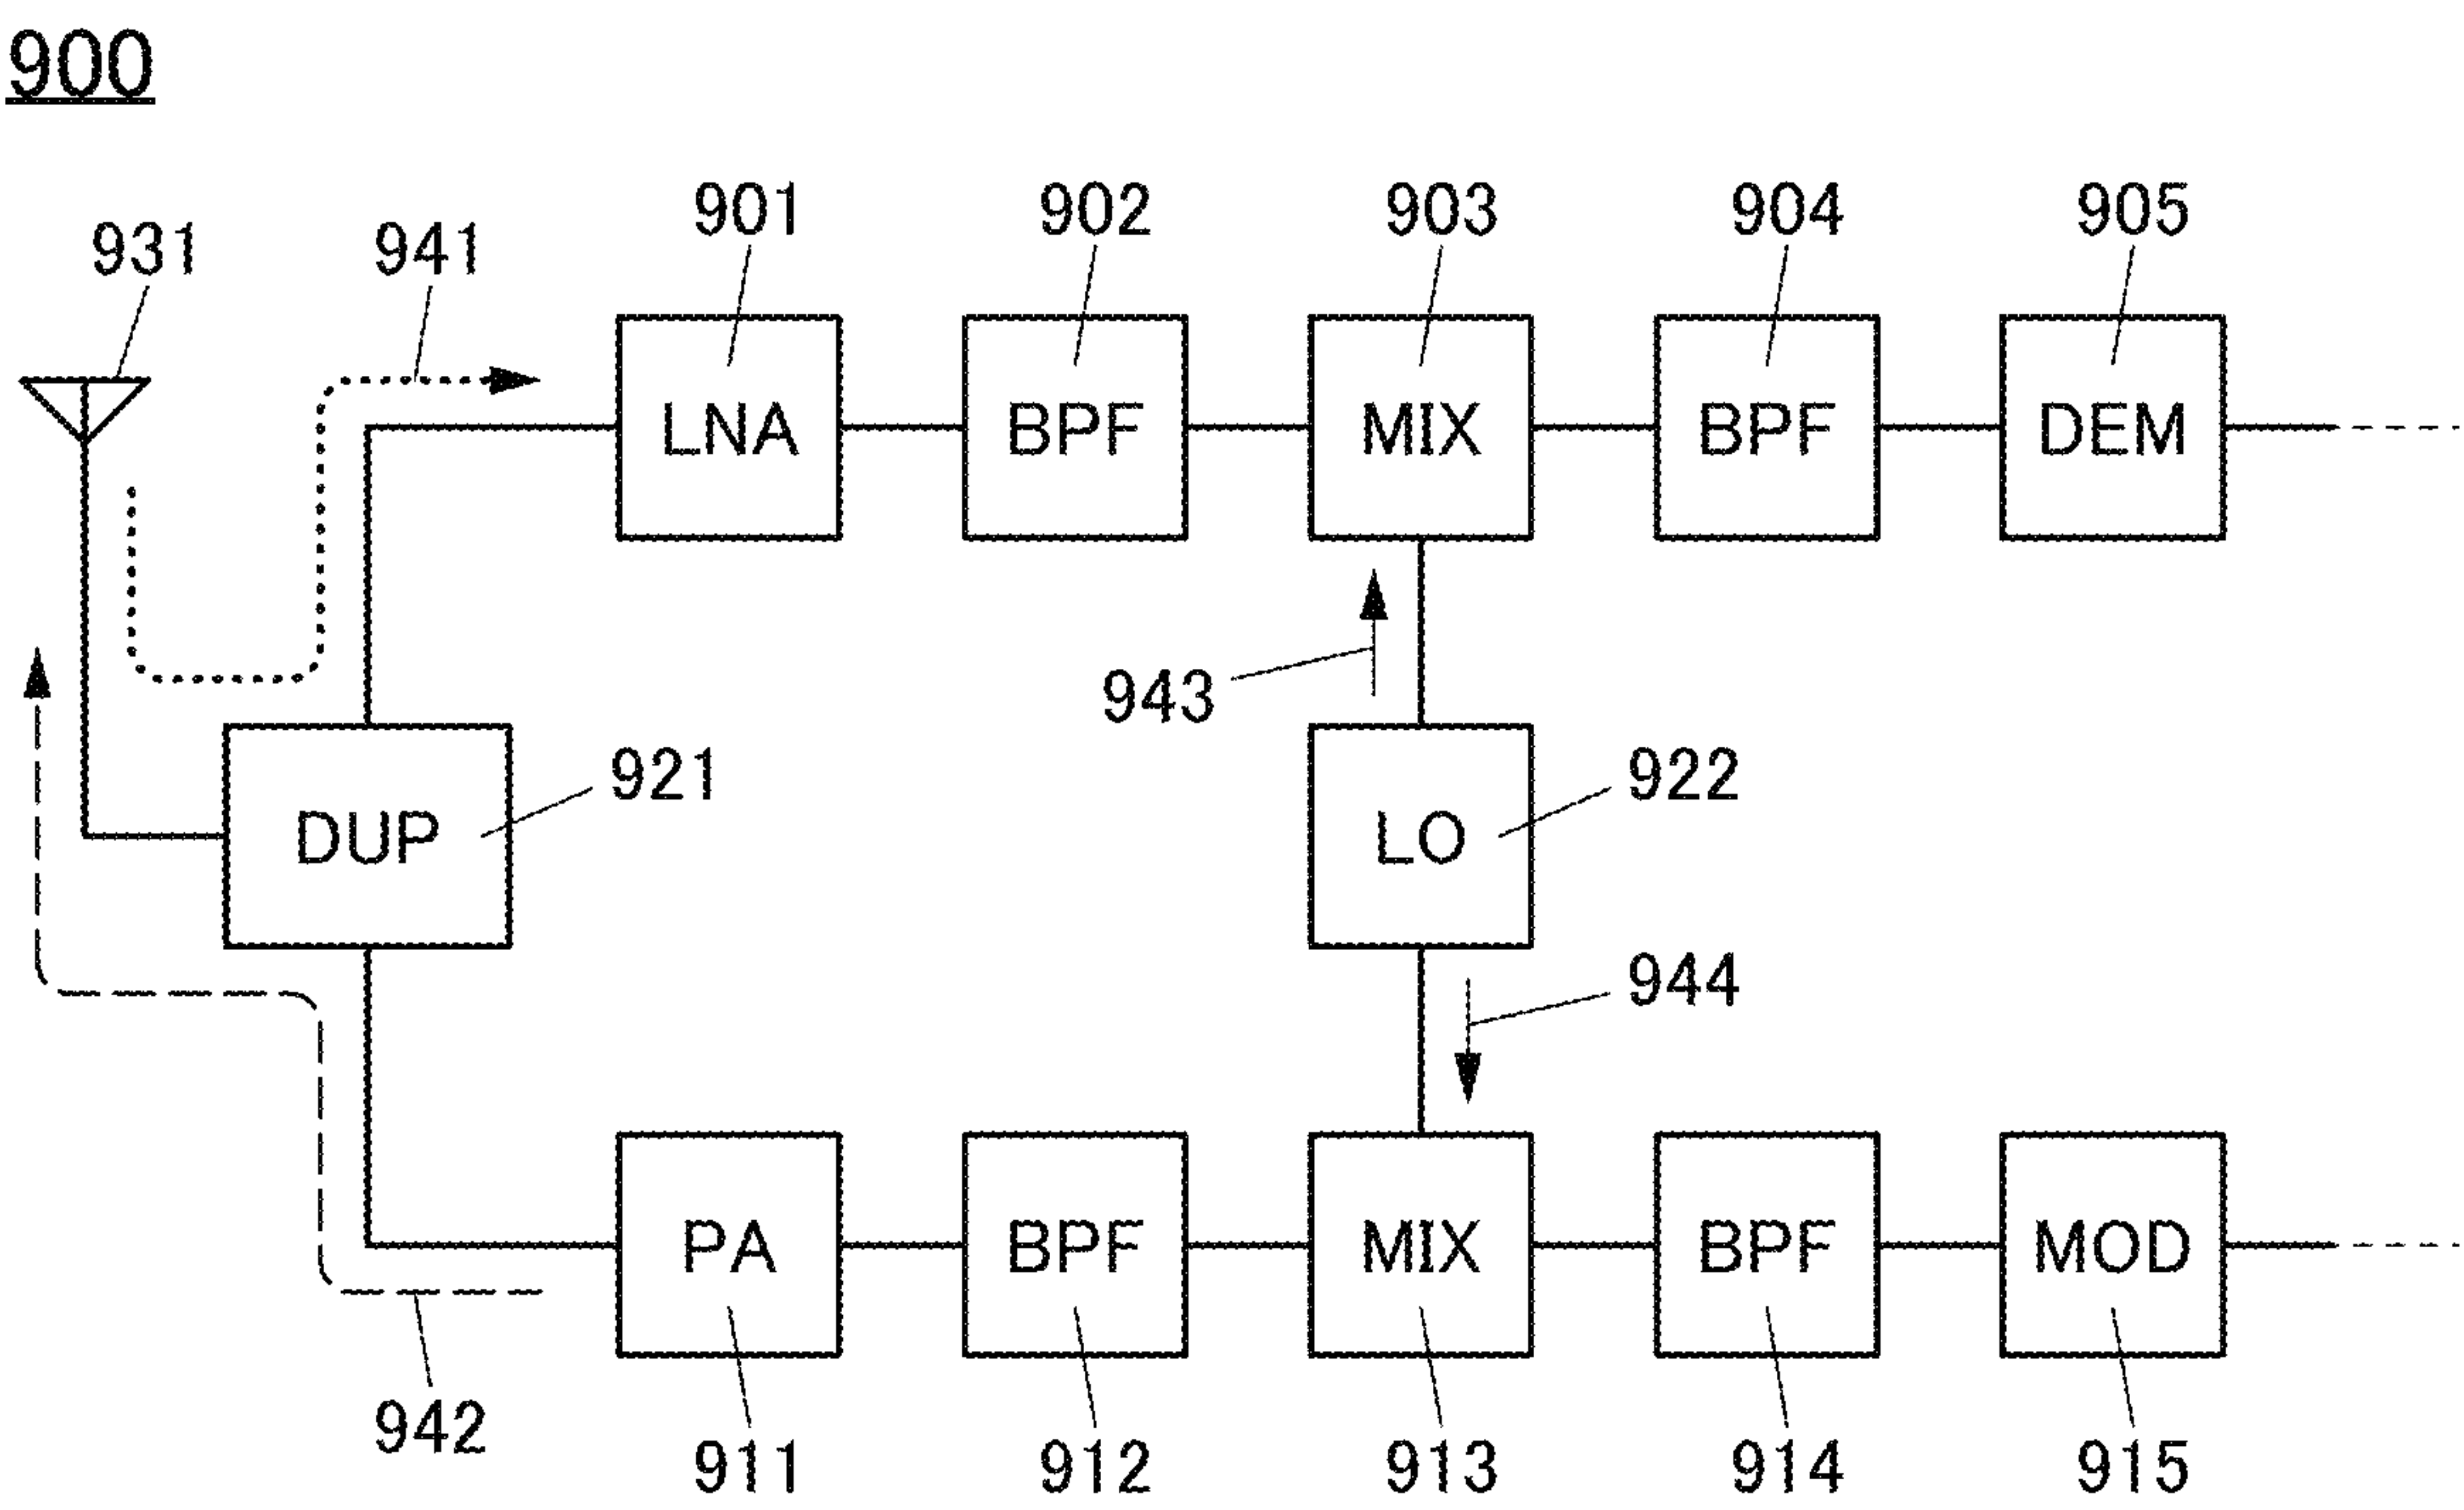 900
901 902 903 904 905
931 941
LNA BPF MIX BPF DEM
943
921 922
DUP LO
944
PA BPF MIX BPF MOD
942
911 912 913 914 915